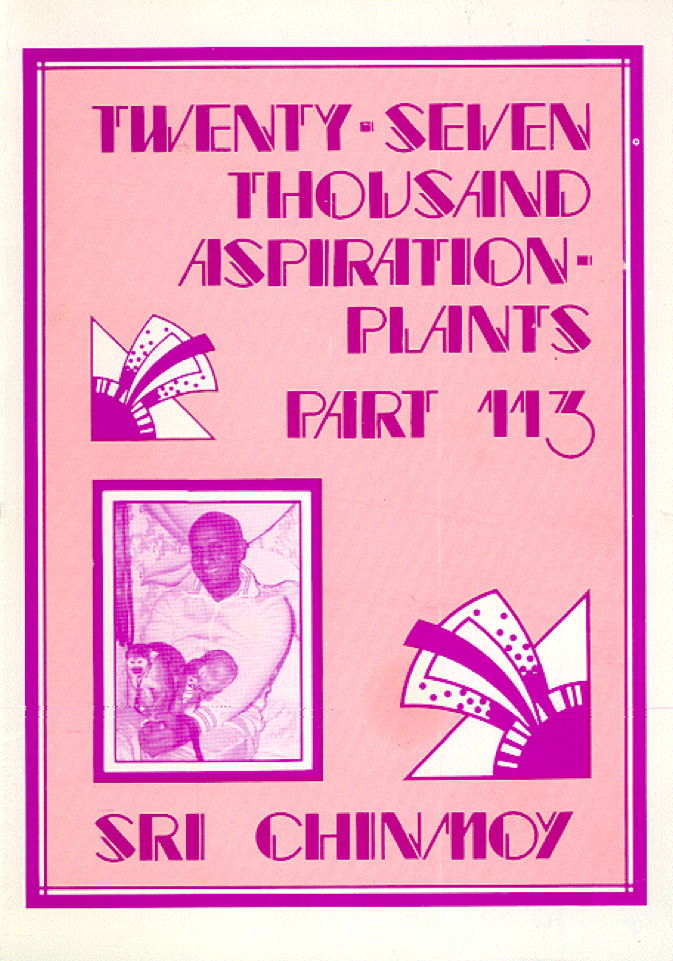 TWENTY-SEVEN
THOUSAND
ASPIRATION-
PLANTS
PART 113
SRI CHINMOY